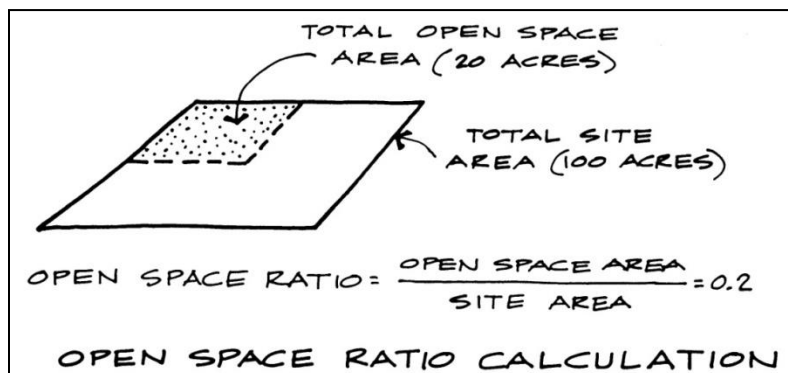 TOTAL OPEN SPACE
AREA (20 ACRES)
TOTAL SITE
AREA (100 ACRES)
OPEN SPACE RATIO = OPEN SPACE AREA / SITE AREA = 0.2
OPEN SPACE RATIO CALCULATION